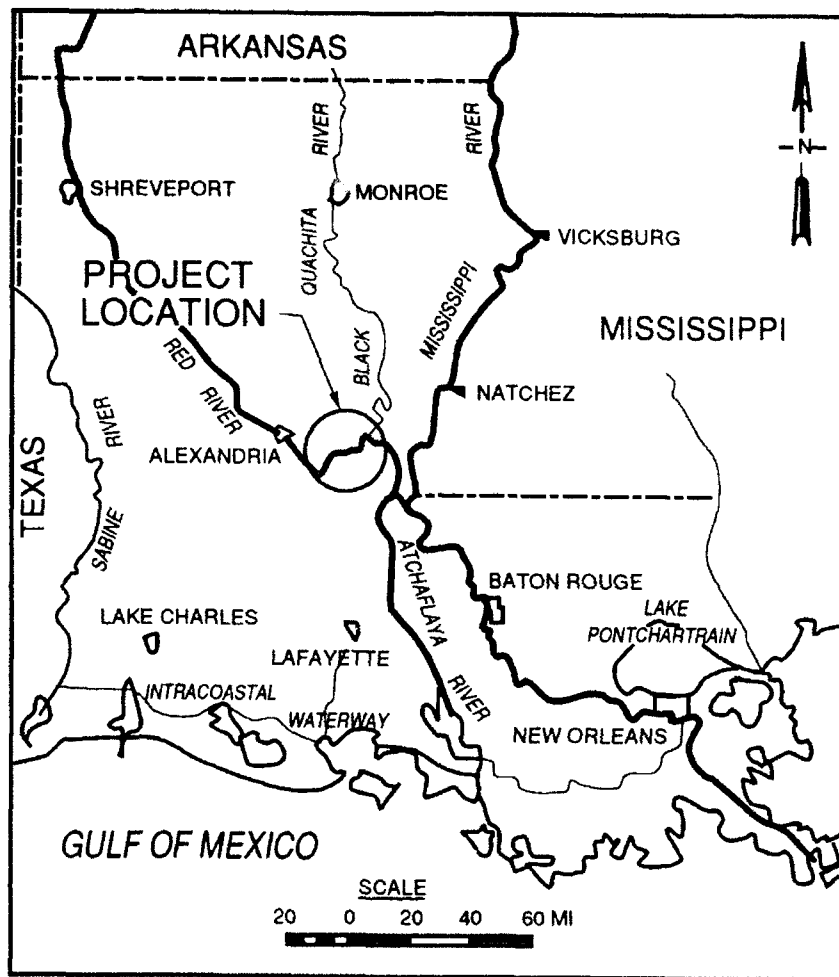 ARKANSAS
N
RIVER
RIVER
SHREVEPORT
MONROE
VICKSBURG
OUACHITA
PROJECT
LOCATION
MISSISSIPPI
MISSISSIPPI
RED
RIVER
BLACK
NATCHEZ
ALEXANDRIA
TEXAS
RIVER
SABINE
ATCHAFLAYA
RIVER
BATON ROUGE
LAKE
PONTCHARTRAIN
LAKE CHARLES
LAFAYETTE
INTRACOASTAL
WATERWAY
NEW ORLEANS
GULF OF MEXICO
SCALE
20 0 20 40 60 MI